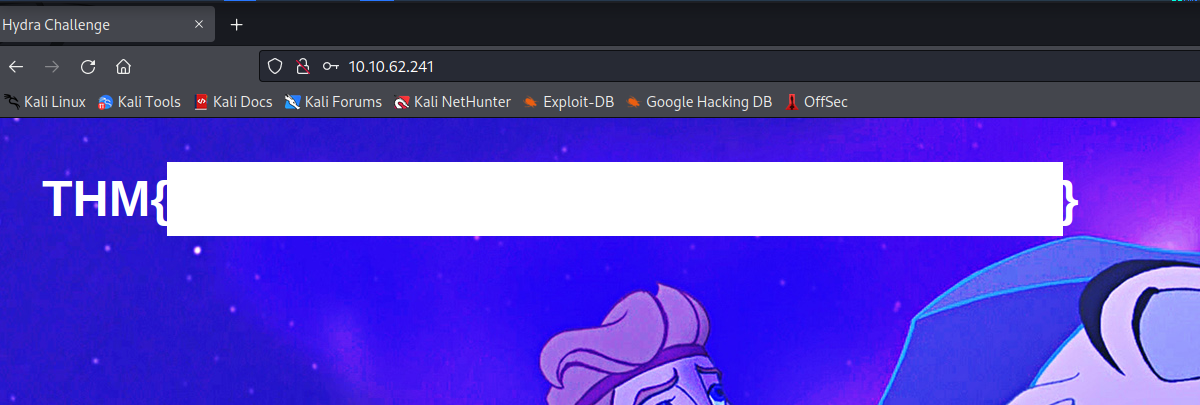 Hydra Challenge
10.10.62.241
Kali Linux Kali Tools Kali Docs Kali Forums Kali NetHunter Exploit-DB Google Hacking DB OffSec
THM{ }